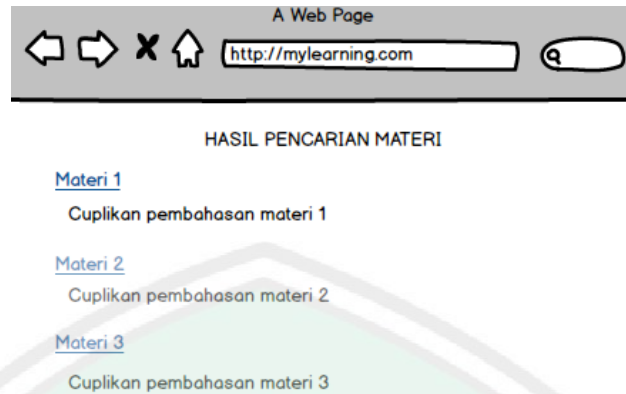 A Web Page
http://mylearning.com
HASIL PENCARIAN MATERI
Materi 1
Cuplikan pembahasan materi 1
Materi 2
Cuplikan pembahasan materi 2
Materi 3
Cuplikan pembahasan materi 3